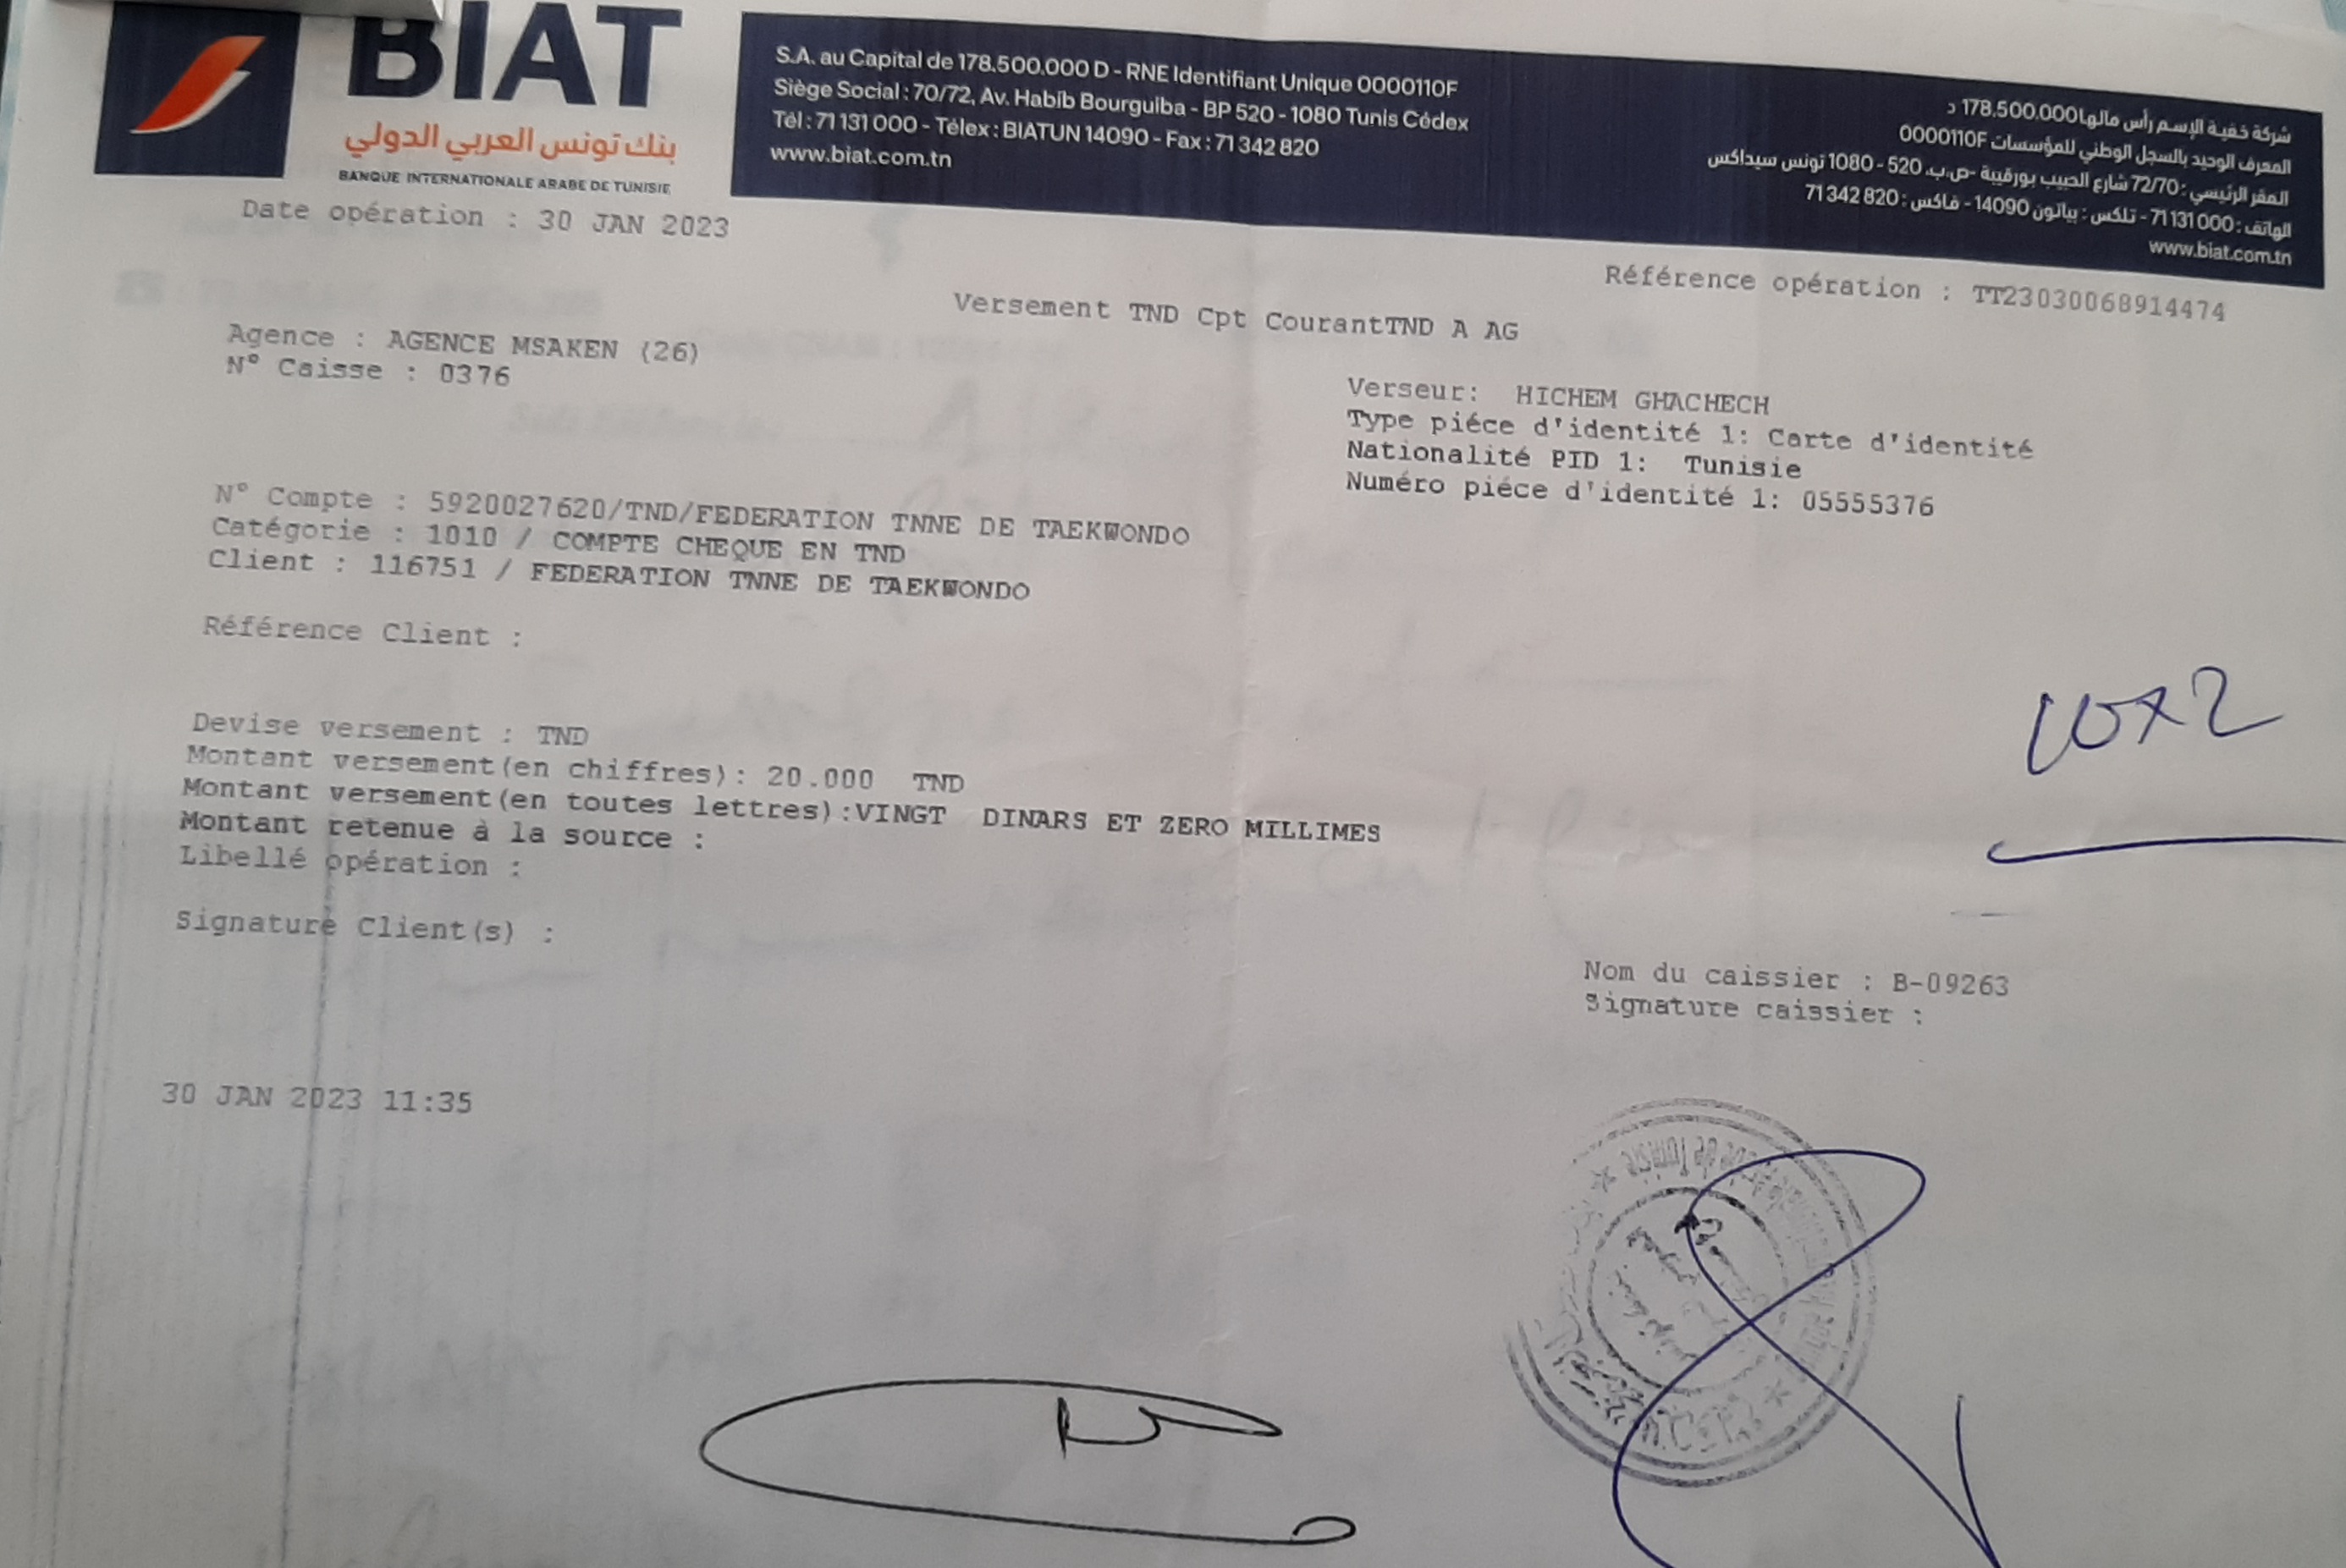 BIAT
بنك تونس العربي الدولي
BANQUE INTERNATIONALE ARABE DE TUNISIE
S.A. au Capital de 178.500.000 D - RNE Identifiant Unique 0000110F
Siège Social : 70/72, Av. Habib Bourguiba - BP 520 - 1080 Tunis Cédex
Tél : 71 131 000 - Télex : BIATUN 14090 - Fax : 71 342 820
www.biat.com.tn
شركة خفية الإسم رأس مالها 178.500.000 د
المعرف الوحيد بالسجل الوطني للمؤسسات 0000110F
المقر الرئيسي : 72/70 شارع الحبيب بورقيبة -ص.ب. 520 - 1080 تونس سيداكس
الهاتف : 71 131 000 - تلكس : بياتون 14090 - فاكس : 71 342 820
www.biat.com.tn
Date opération : 30 JAN 2023
Référence opération : TT23030068914474
Versement TND Cpt CourantTND A AG
Agence : AGENCE MSAKEN (26)
N° Caisse : 0376
Verseur: HICHEM GHACHECH
Type piéce d'identité 1: Carte d'identité
Nationalité PID 1: Tunisie
Numéro piéce d'identité 1: 05555376
N° Compte : 5920027620/TND/FEDERATION TNNE DE TAEKWONDO
Catégorie : 1010 / COMPTE CHEQUE EN TND
Client : 116751 / FEDERATION TNNE DE TAEKWONDO
Référence Client :
10x2
Devise versement : TND
Montant versement(en chiffres): 20.000 TND
Montant versement(en toutes lettres):VINGT DINARS ET ZERO MILLIMES
Montant retenue à la source :
Libellé opération :
Signature Client(s) :
Nom du caissier : B-09263
Signature caissier :
30 JAN 2023 11:35